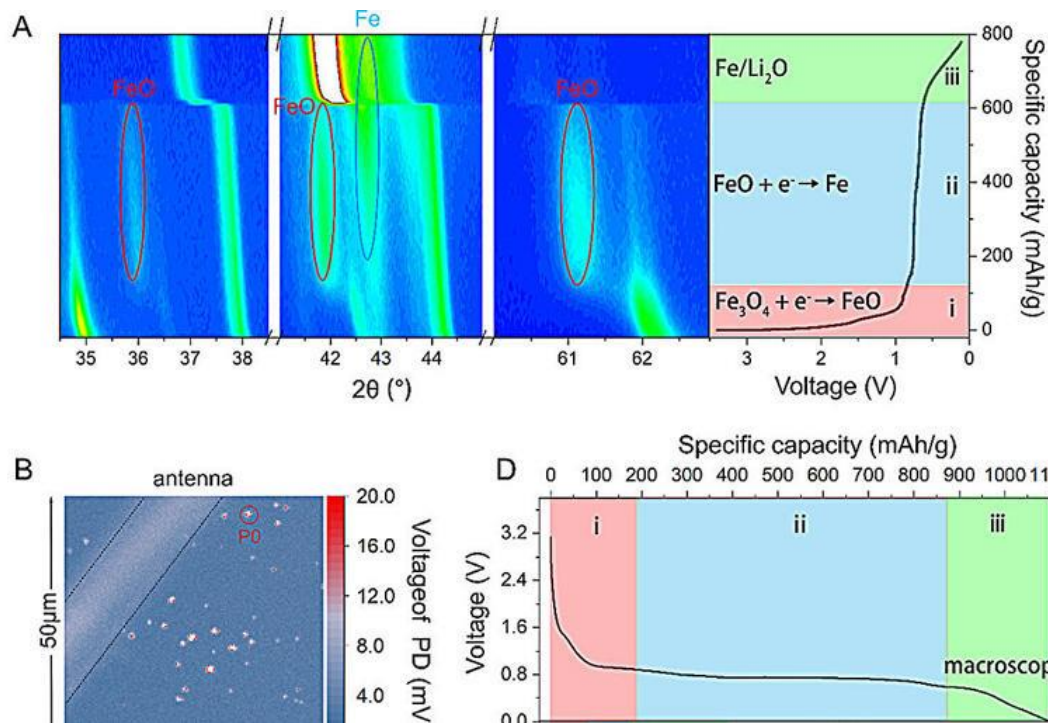 A
Fe
FeO
FeO
FeO
35 36 37 38
42 43 44
61 62
2θ (°)
Fe/Li₂O
iii
FeO + e⁻ → Fe
ii
Fe₃O₄ + e⁻ → FeO
i
3 2 1 0
Voltage (V)
800
600
400
200
0
Specific capacity (mAh/g)
B
antenna
P0
50μm
20.0
16.0
12.0
8.0
4.0
Voltageof PD (mV
D
Specific capacity (mAh/g)
0 100 200 300 400 500 600 700 800 900 1000 110
i
ii
iii
3.2
2.4
1.6
0.8
0.0
Voltage (V)
macroscop